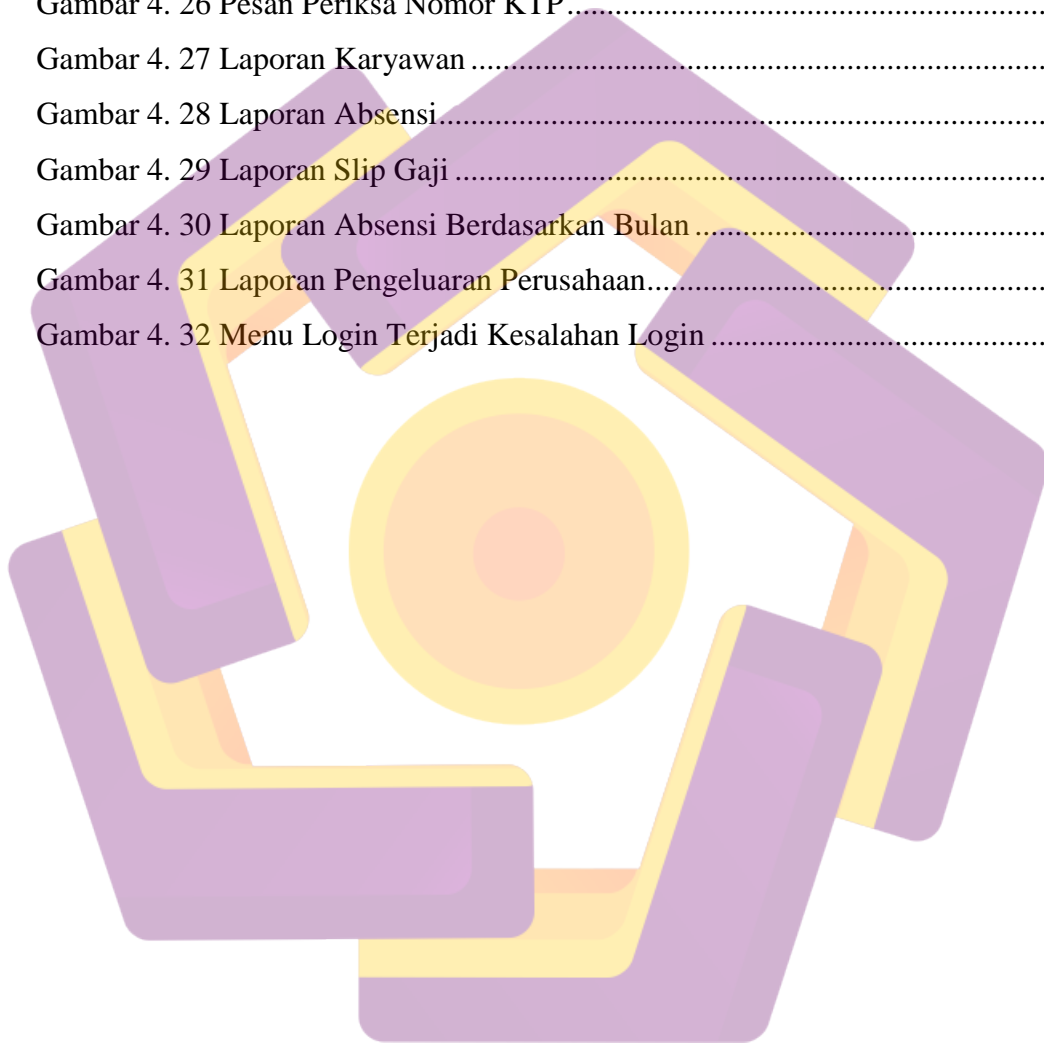 Gambar 4. 26 Pesan Periksa Nomor KTP...........................................................
Gambar 4. 27 Laporan Karyawan .......................................................................
Gambar 4. 28 Laporan Absensi...........................................................................
Gambar 4. 29 Laporan Slip Gaji .........................................................................
Gambar 4. 30 Laporan Absensi Berdasarkan Bulan ...........................................
Gambar 4. 31 Laporan Pengeluaran Perusahaan.................................................
Gambar 4. 32 Menu Login Terjadi Kesalahan Login .........................................